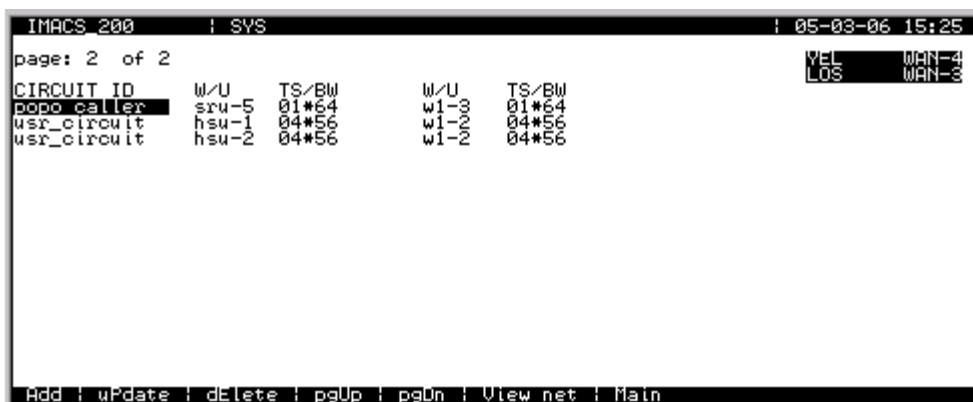 IMACS_200 | SYS | 05-03-06 15:25
page: 2 of 2 YEL WAN-4
LOS WAN-3
CIRCUIT ID W/U TS/BW W/U TS/BW
popo caller sru-5 01*64 w1-3 01*64
usr_circuit hsu-1 04*56 w1-2 04*56
usr_circuit hsu-2 04*56 w1-2 04*56
Add | uPdate | dElete | pgUp | pgDn | View net | Main